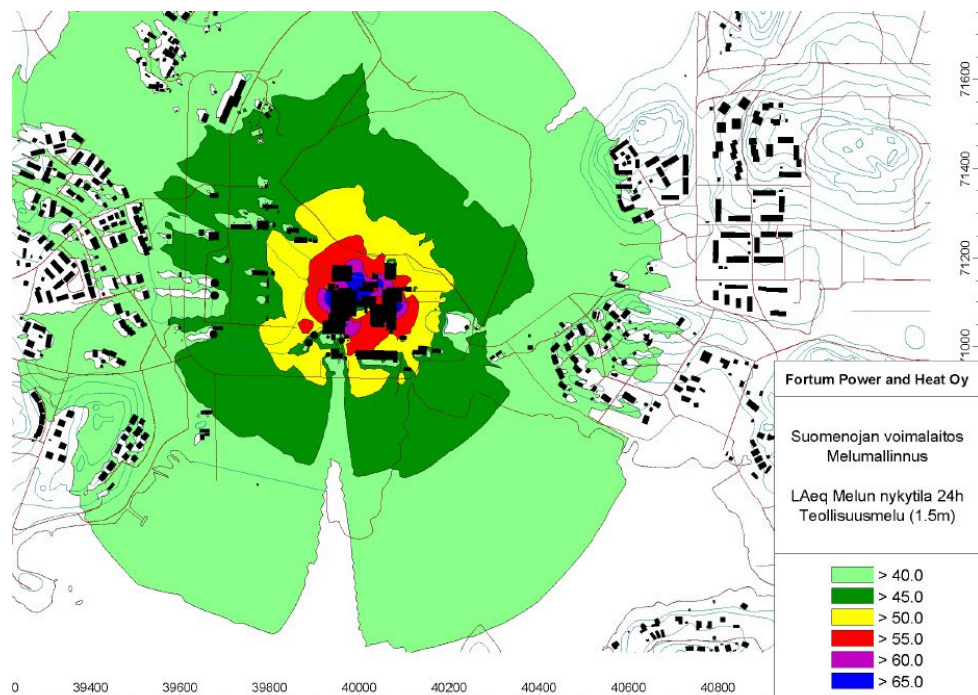 71600
71400
71200
71000
Fortum Power and Heat Oy
Suomenojan voimalaitos
Melumallinnus
LAeq Melun nykytila 24h
Teollisuusmelu (1.5m)
> 40.0
> 45.0
> 50.0
> 55.0
> 60.0
> 65.0
0 39400 39600 39800 40000 40200 40400 40600 40800